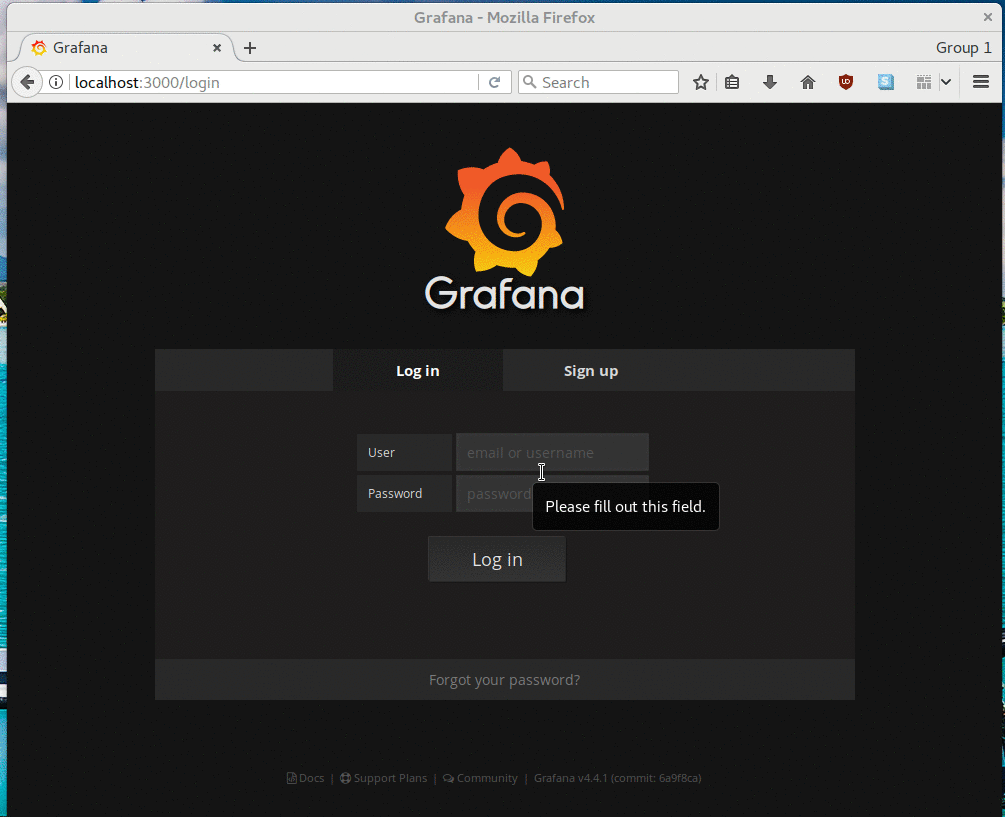 Grafana - Mozilla Firefox
Grafana
Group 1
localhost:3000/login
Search
Grafana
Log in
Sign up
User
email or username
Password
password
Please fill out this field.
Log in
Forgot your password?
Docs | Support Plans | Community | Grafana v4.4.1 (commit: 6a9f8ca)